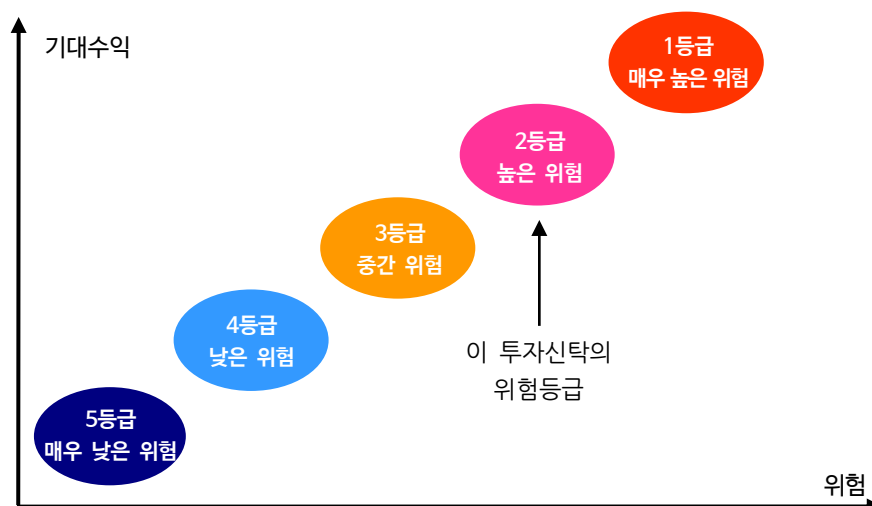 기대수익
1등급
매우 높은 위험
2등급
높은 위험
3등급
중간 위험
4등급
낮은 위험
이 투자신탁의
위험등급
5등급
매우 낮은 위험
위험